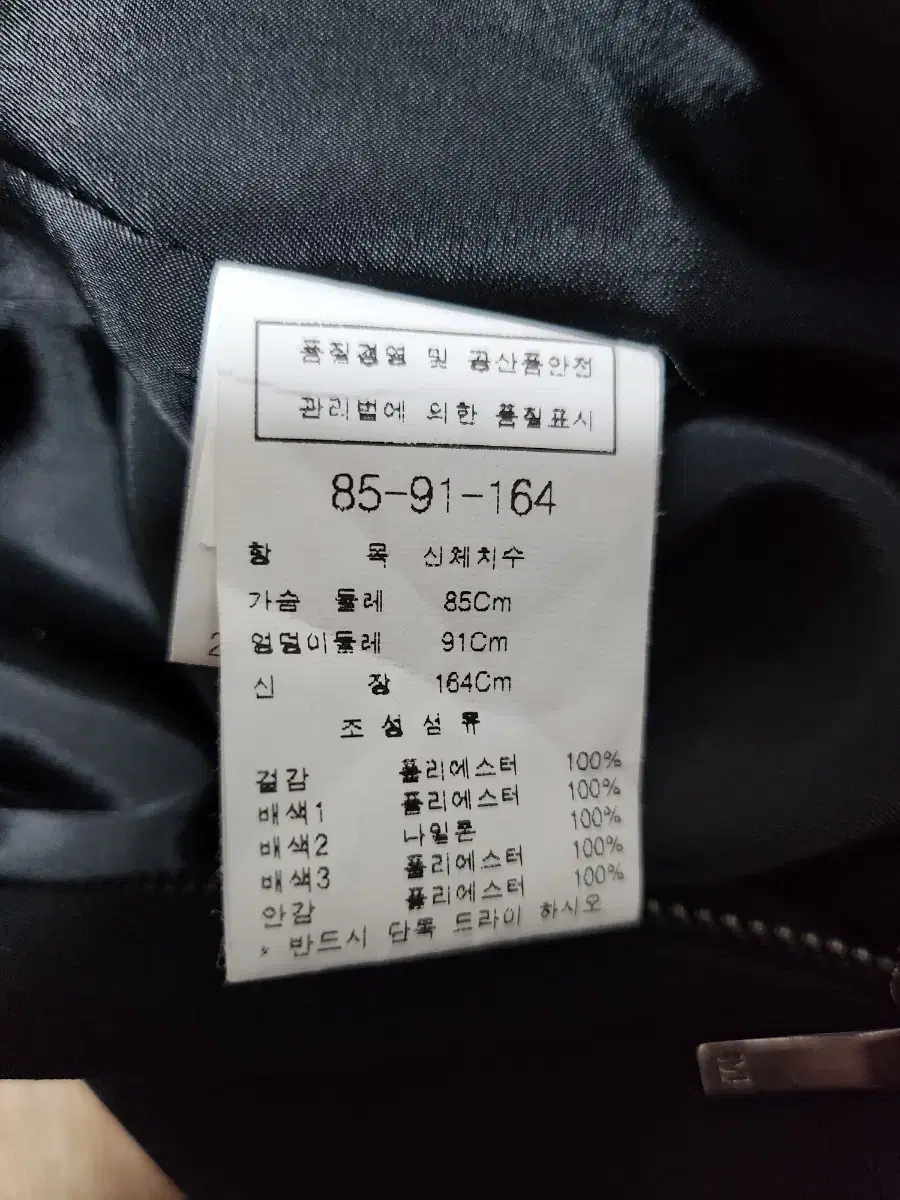 품질경영 및 공산품안전
관리법에 의한 품질표시
85-91-164
항 목 신체치수
가슴 둘레 85Cm
엉덩이둘레 91Cm
신 장 164Cm
조 성 섬 유
겉감 폴리에스터 100%
배색1 폴리에스터 100%
배색2 나일론 100%
배색3 폴리에스터 100%
안감 폴리에스터 100%
* 반드시 단독 드라이 하시오
2
M